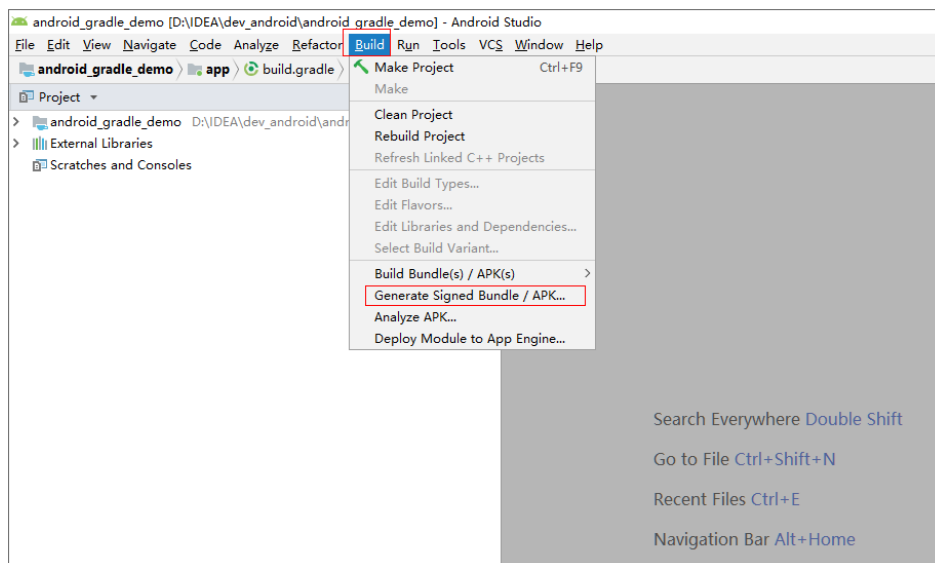 android_gradle_demo [D:\IDEA\dev_android\android_gradle_demo] - Android Studio
File Edit View Navigate Code Analyze Refactor Build Run Tools VCS Window Help
android_gradle_demo app build.gradle
Project
android_gradle_demo D:\IDEA\dev_android\andr
External Libraries
Scratches and Consoles
Make Project Ctrl+F9
Make
Clean Project
Rebuild Project
Refresh Linked C++ Projects
Edit Build Types...
Edit Flavors...
Edit Libraries and Dependencies...
Select Build Variant...
Build Bundle(s) / APK(s)
Generate Signed Bundle / APK...
Analyze APK...
Deploy Module to App Engine...
Search Everywhere Double Shift
Go to File Ctrl+Shift+N
Recent Files Ctrl+E
Navigation Bar Alt+Home